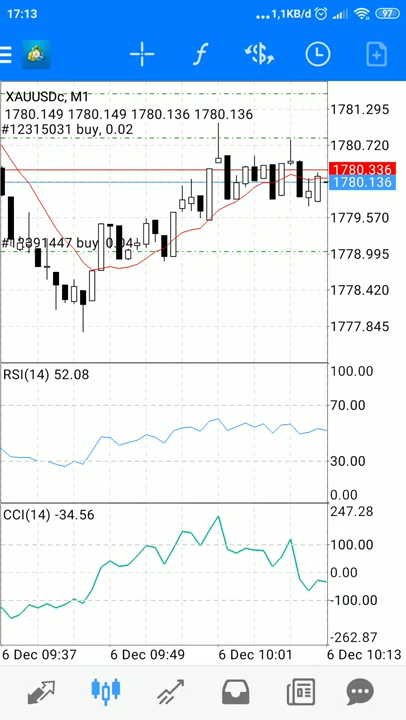 17:13
...1,1KB/d
97
XAUUSDc, M1
1780.149 1780.149 1780.136 1780.136
#12315031 buy, 0.02
1781.295
1780.720
1780.336
1780.136
1779.570
buy, 0.04
1778.995
1778.420
1777.845
RSI(14) 52.08
100.00
70.00
30.00
0.00
CCI(14) -34.56
247.28
100.00
0.00
-100.00
-262.87
6 Dec 09:37
6 Dec 09:49
6 Dec 10:01
6 Dec 10:13